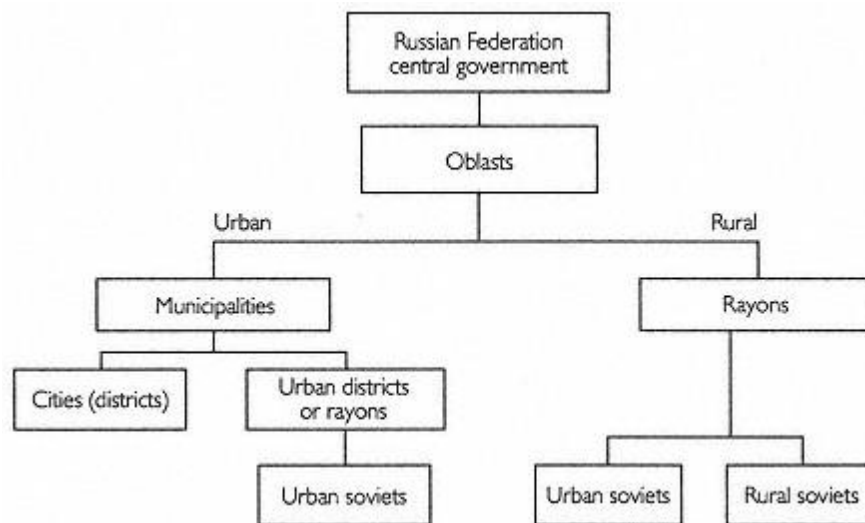 Russian Federation
central government
Oblasts
Urban
Rural
Municipalities
Rayons
Cities (districts)
Urban districts
or rayons
Urban soviets
Urban soviets
Rural soviets